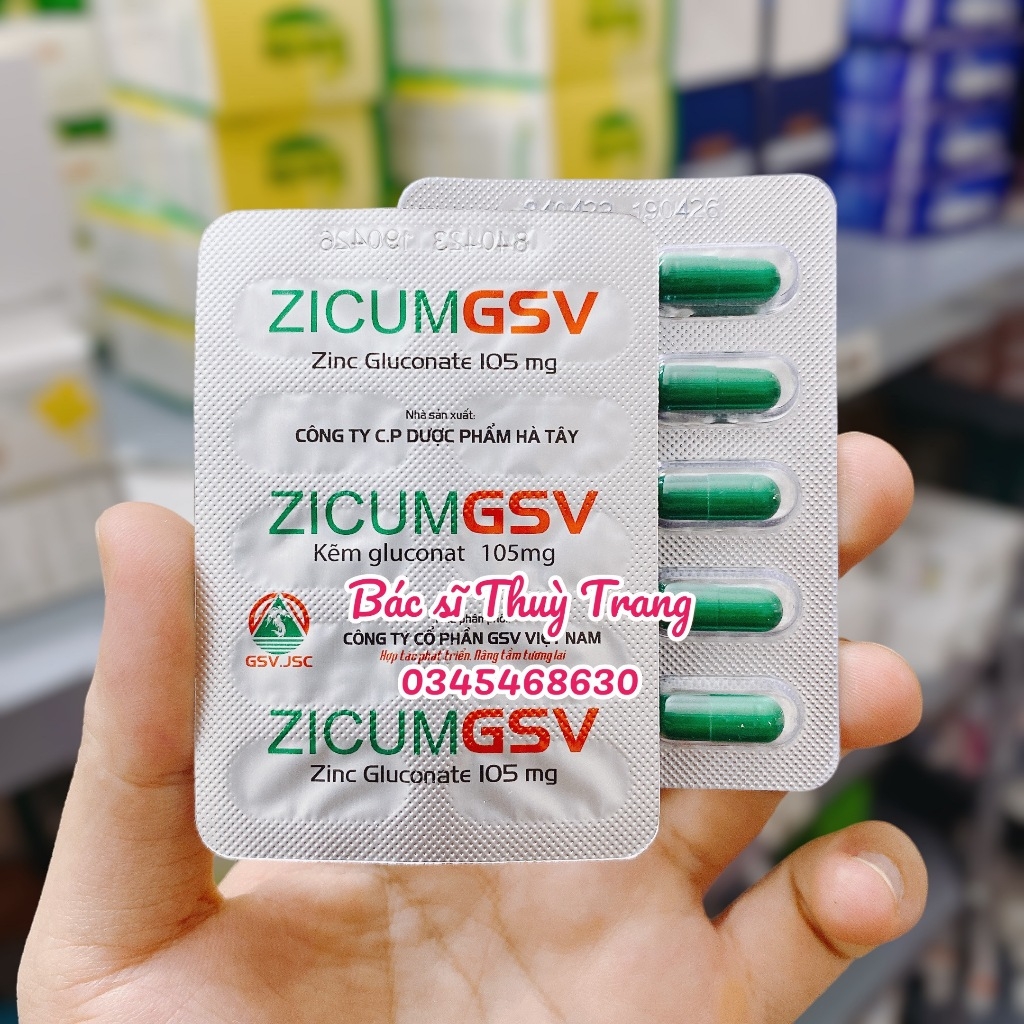 190426
ZICUMGSV
Zinc Gluconate 105 mg
Nhà sản xuất:
CÔNG TY C.P DƯỢC PHẨM HÀ TÂY
ZICUMGSV
Kẽm gluconat 105mg
Bác sĩ Thuỳ Trang
CÔNG TY CỔ PHẦN GSV VIỆT NAM
GSV.JSC
Hợp tác phát triển. Nâng tầm tương lai
0345468630
ZICUMGSV
Zinc Gluconate 105 mg
840423 190426